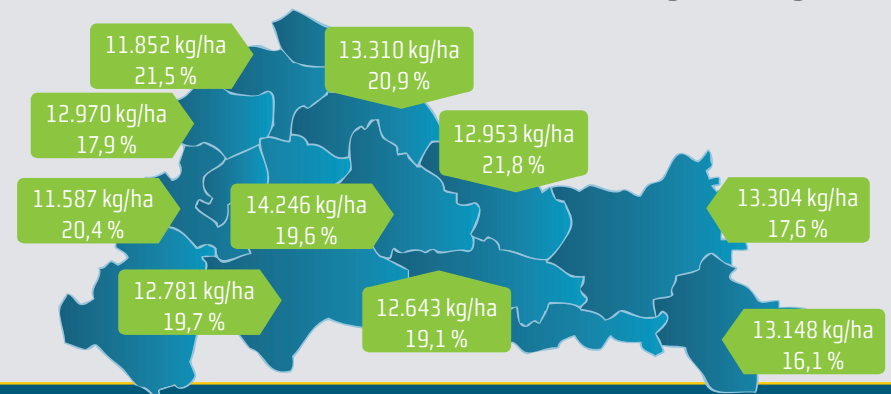 11.852 kg/ha
21,5 %
13.310 kg/ha
20,9 %
12.970 kg/ha
17,9 %
12.953 kg/ha
21,8 %
11.587 kg/ha
20,4 %
14.246 kg/ha
19,6 %
13.304 kg/ha
17,6 %
12.781 kg/ha
19,7 %
12.643 kg/ha
19,1 %
13.148 kg/ha
16,1 %